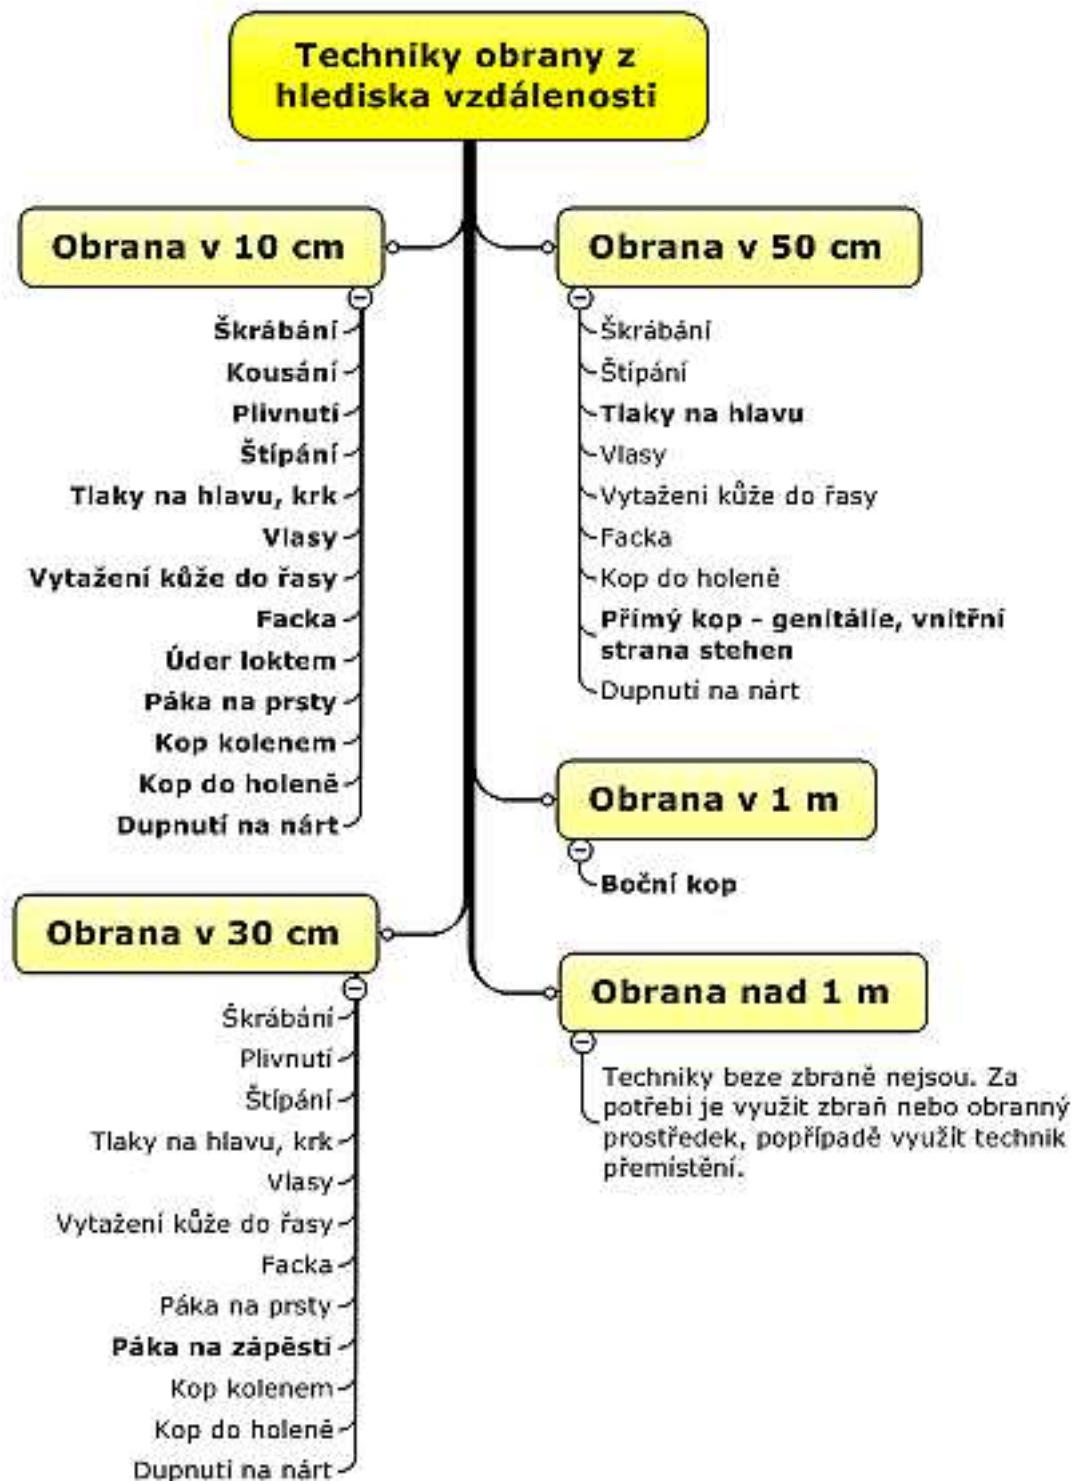 Techniky obrany z
hlediska vzdálenosti
Obrana v 10 cm
Škrábání
Kousání
Plivnutí
Štípání
Tlaky na hlavu, krk
Vlasy
Vytažení kůže do řasy
Facka
Úder loktem
Páka na prsty
Kop kolenem
Kop do holeně
Dupnutí na nárt
Obrana v 30 cm
Škrábání
Plivnutí
Štípání
Tlaky na hlavu, krk
Vlasy
Vytažení kůže do řasy
Facka
Páka na prsty
Páka na zápěstí
Kop kolenem
Kop do holeně
Dupnutí na nárt
Obrana v 50 cm
Škrábání
Štípání
Tlaky na hlavu
Vlasy
Vytažení kůže do řasy
Facka
Kop do holeně
Přímý kop - genitálie, vnitřní
strana stehen
Dupnutí na nárt
Obrana v 1 m
Boční kop
Obrana nad 1 m
Techniky beze zbraně nejsou. Za
potřebí je využít zbraň nebo obranný
prostředek, popřípadě využít technik
přemístění.